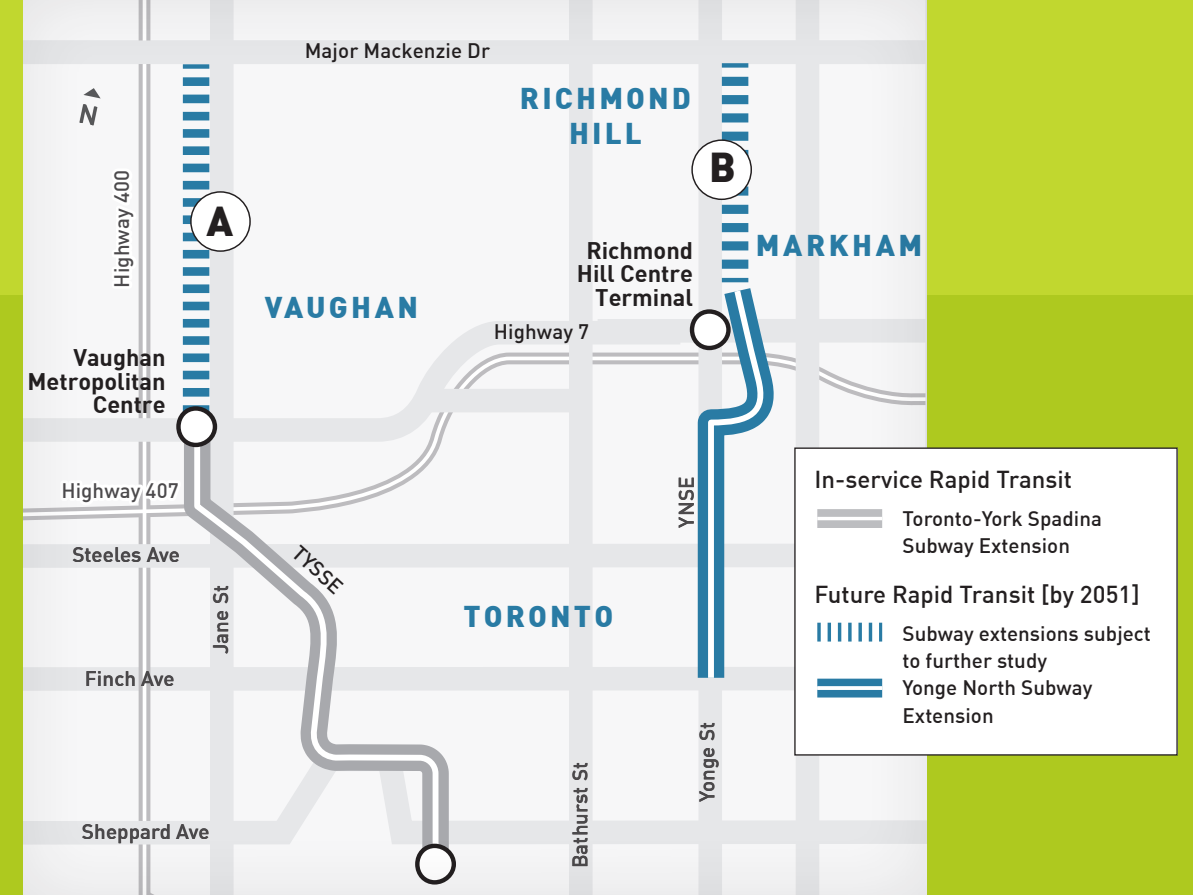 Major Mackenzie Dr
N
RICHMOND
HILL
Highway 400
B
A
MARKHAM
Richmond
Hill Centre
Terminal
VAUGHAN
Highway 7
Vaughan
Metropolitan
Centre
Highway 407
YNSE
Steeles Ave
TYSSE
Jane St
TORONTO
Finch Ave
Yonge St
Bathurst St
Sheppard Ave
In-service Rapid Transit
Toronto-York Spadina
Subway Extension
Future Rapid Transit [by 2051]
Subway extensions subject
to further study
Yonge North Subway
Extension